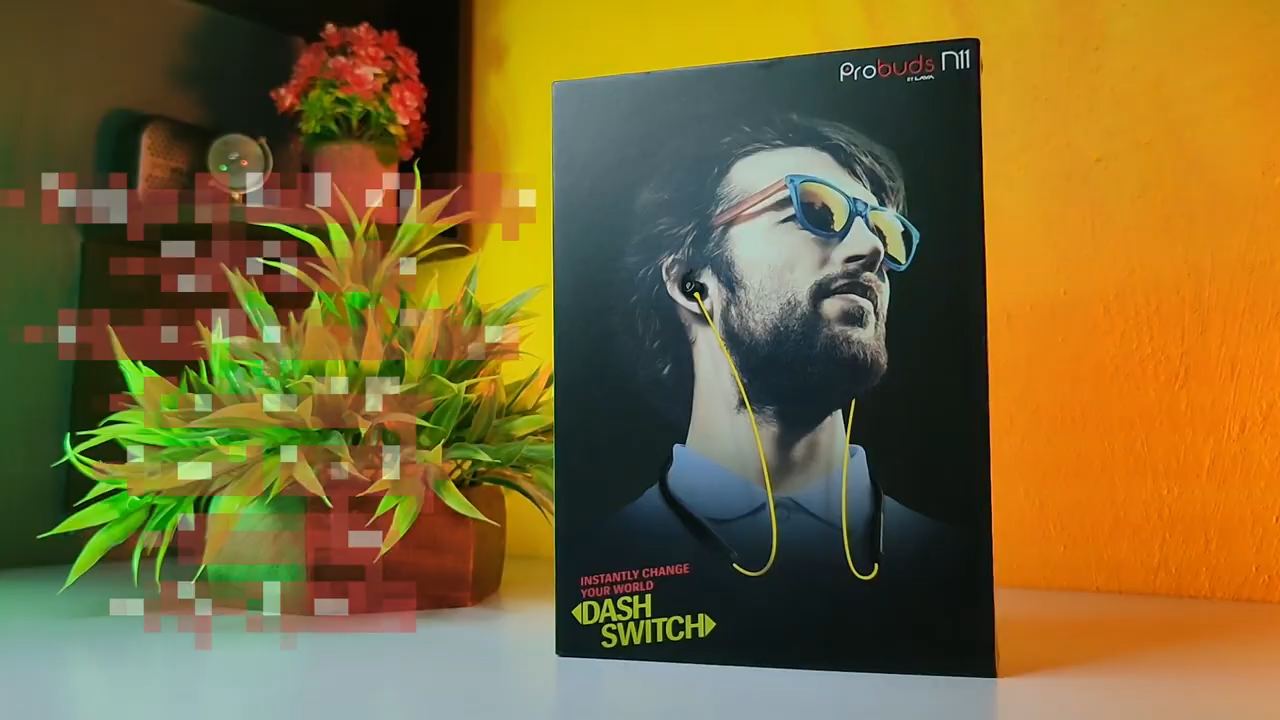 Probuds N11
BY LAVA
INSTANTLY CHANGE
YOUR WORLD
DASH
SWITCH